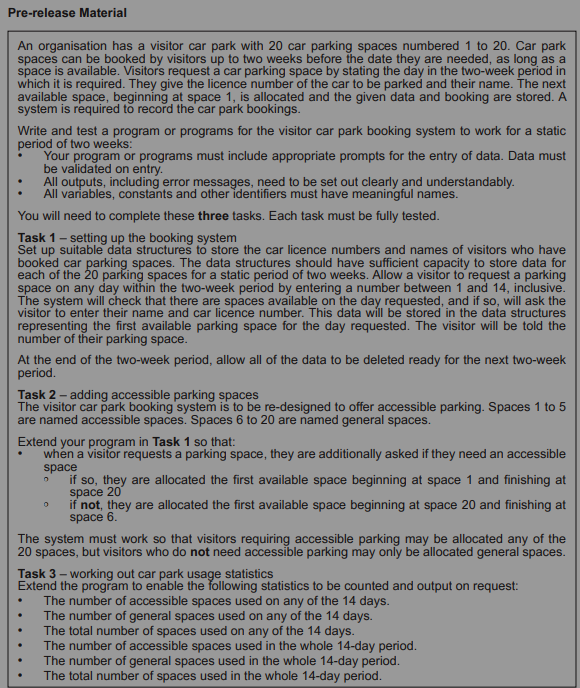 Pre-release Material
An organisation has a visitor car park with 20 car parking spaces numbered 1 to 20. Car park
spaces can be booked by visitors up to two weeks before the date they are needed, as long as a
space is available. Visitors request a car parking space by stating the day in the two-week period in
which it is required. They give the licence number of the car to be parked and their name. The next
available space, beginning at space 1, is allocated and the given data and booking are stored. A
system is required to record the car park bookings.
Write and test a program or programs for the visitor car park booking system to work for a static
period of two weeks:
• Your program or programs must include appropriate prompts for the entry of data. Data must
be validated on entry.
• All outputs, including error messages, need to be set out clearly and understandably.
• All variables, constants and other identifiers must have meaningful names.
You will need to complete these three tasks. Each task must be fully tested.
Task 1 – setting up the booking system
Set up suitable data structures to store the car licence numbers and names of visitors who have
booked car parking spaces. The data structures should have sufficient capacity to store data for
each of the 20 parking spaces for a static period of two weeks. Allow a visitor to request a parking
space on any day within the two-week period by entering a number between 1 and 14, inclusive.
The system will check that there are spaces available on the day requested, and if so, will ask the
visitor to enter their name and car licence number. This data will be stored in the data structures
representing the first available parking space for the day requested. The visitor will be told the
number of their parking space.
At the end of the two-week period, allow all of the data to be deleted ready for the next two-week
period.
Task 2 – adding accessible parking spaces
The visitor car park booking system is to be re-designed to offer accessible parking. Spaces 1 to 5
are named accessible spaces. Spaces 6 to 20 are named general spaces.
Extend your program in Task 1 so that:
• when a visitor requests a parking space, they are additionally asked if they need an accessible
space
○ if so, they are allocated the first available space beginning at space 1 and finishing at
space 20
○ if not, they are allocated the first available space beginning at space 20 and finishing at
space 6.
The system must work so that visitors requiring accessible parking may be allocated any of the
20 spaces, but visitors who do not need accessible parking may only be allocated general spaces.
Task 3 – working out car park usage statistics
Extend the program to enable the following statistics to be counted and output on request:
• The number of accessible spaces used on any of the 14 days.
• The number of general spaces used on any of the 14 days.
• The total number of spaces used on any of the 14 days.
• The number of accessible spaces used in the whole 14-day period.
• The number of general spaces used in the whole 14-day period.
• The total number of spaces used in the whole 14-day period.